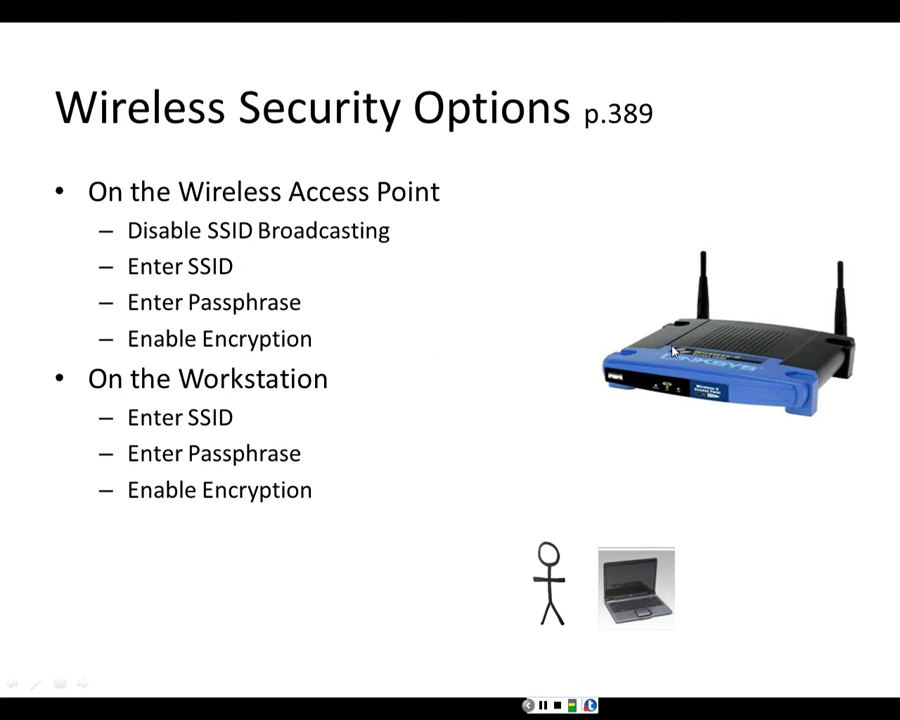 Wireless Security Options p.389
• On the Wireless Access Point
– Disable SSID Broadcasting
– Enter SSID
– Enter Passphrase
– Enable Encryption
• On the Workstation
– Enter SSID
– Enter Passphrase
– Enable Encryption